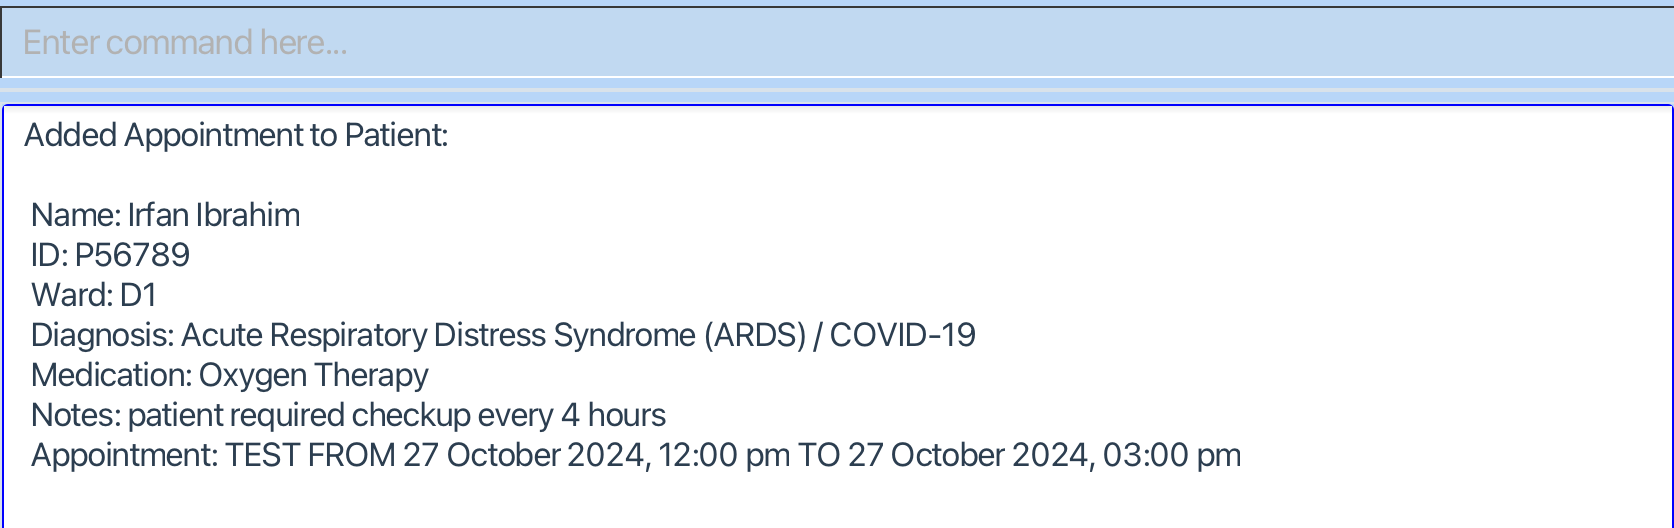 Enter command here...
Added Appointment to Patient:
Name: Irfan Ibrahim
ID: P56789
Ward: D1
Diagnosis: Acute Respiratory Distress Syndrome (ARDS) / COVID-19
Medication: Oxygen Therapy
Notes: patient required checkup every 4 hours
Appointment: TEST FROM 27 October 2024, 12:00 pm TO 27 October 2024, 03:00 pm